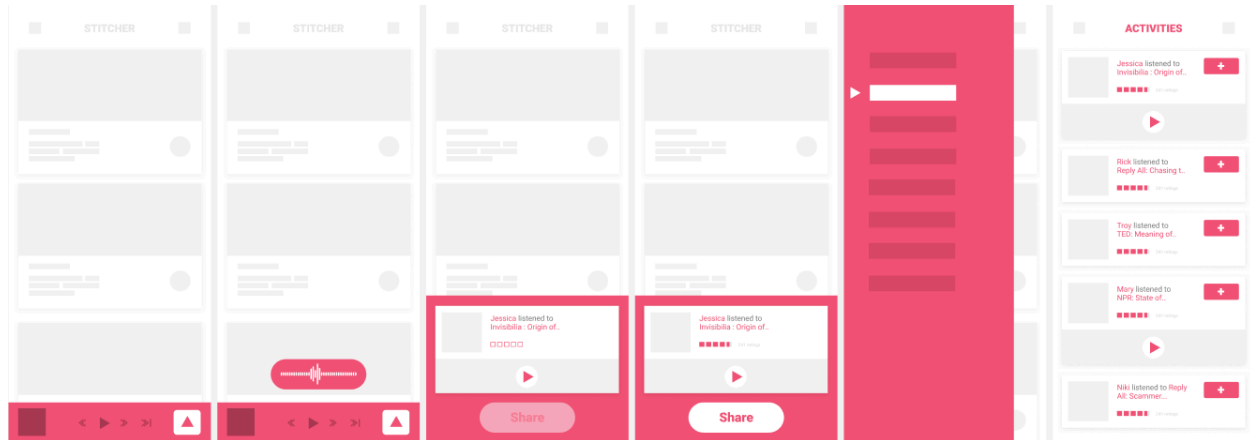 STITCHER
STITCHER
STITCHER
Jessica listened to
Invisibilia : Origin of..
Share
STITCHER
Jessica listened to
Invisibilia : Origin of..
Share
ACTIVITIES
Jessica listened to
Invisibilia : Origin of..
Rick listened to
Reply All: Chasing t..
Troy listened to
TED: Meaning of..
Mary listened to
NPR: State of..
Niki listened to Reply
All: Scammer...